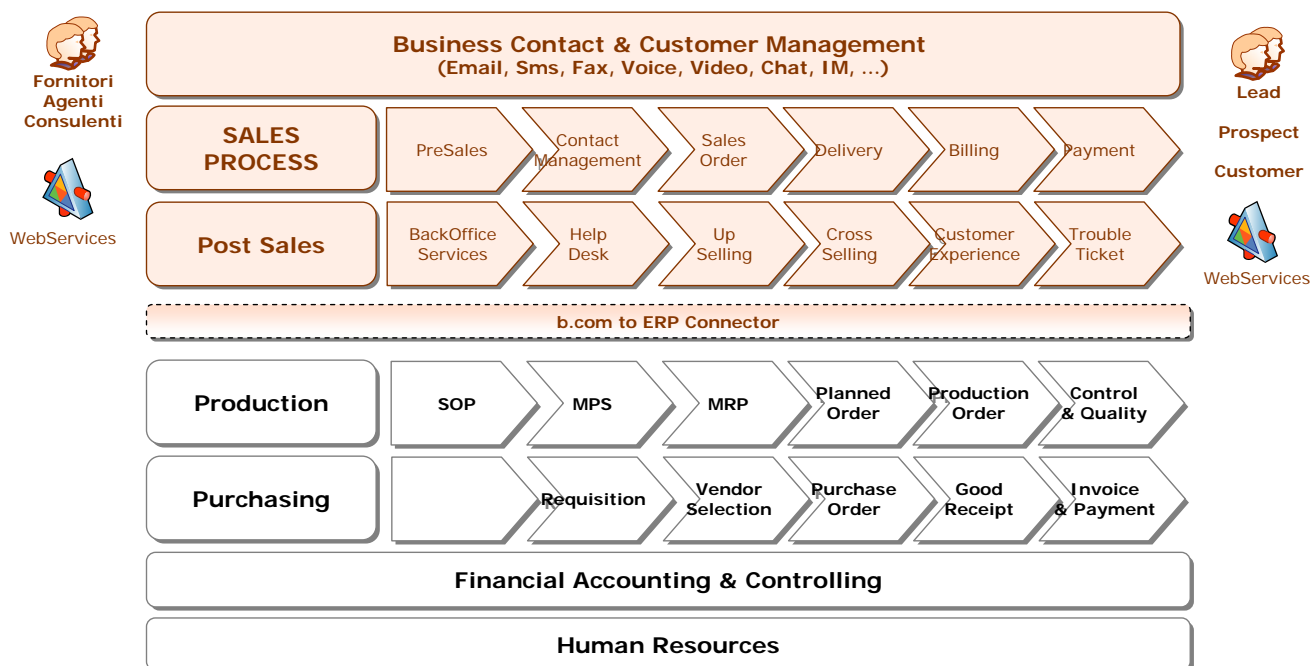 Business Contact & Customer Management
(Email, Sms, Fax, Voice, Video, Chat, IM, ...)
Fornitori
Agenti
Consulenti
WebServices
Lead
Prospect
Customer
WebServices
SALES
PROCESS
PreSales
Contact
Management
Sales
Order
Delivery
Billing
Payment
Post Sales
BackOffice
Services
Help
Desk
Up
Selling
Cross
Selling
Customer
Experience
Trouble
Ticket
b.com to ERP Connector
Production
SOP
MPS
MRP
Planned
Order
Production
Order
Control
& Quality
Purchasing
Requisition
Vendor
Selection
Purchase
Order
Good
Receipt
Invoice
& Payment
Financial Accounting & Controlling
Human Resources